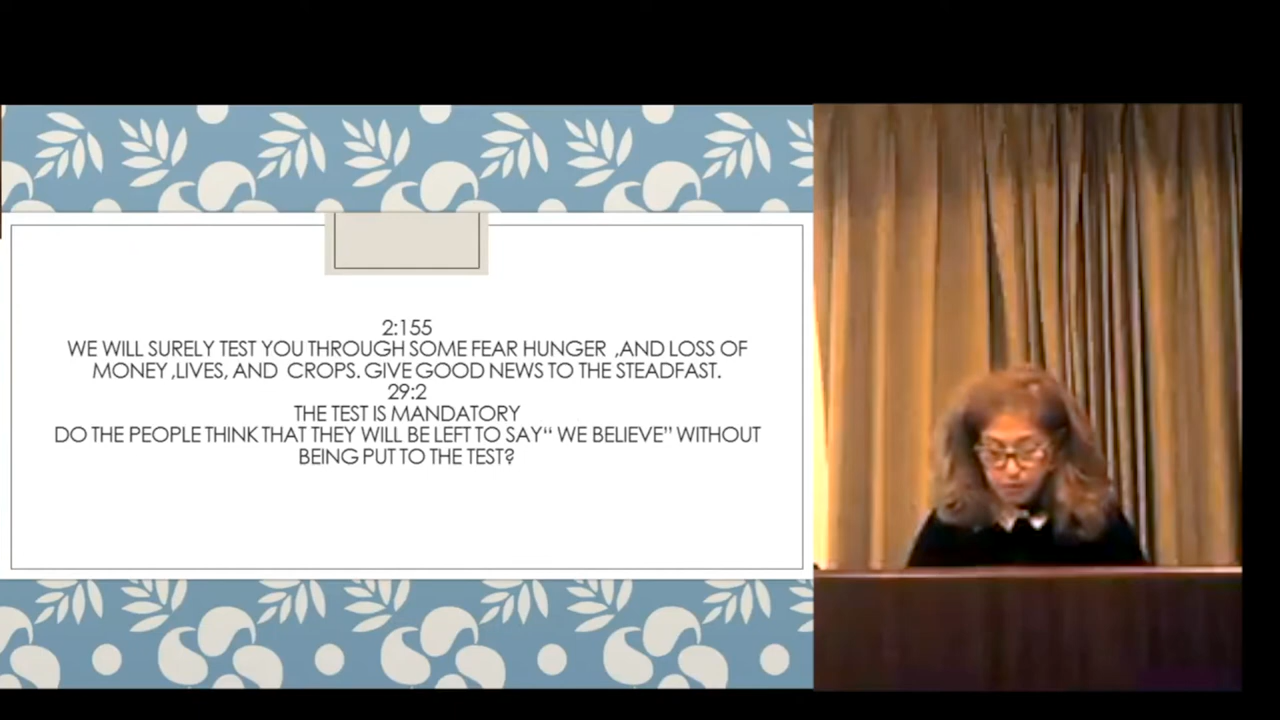 2:155
WE WILL SURELY TEST YOU THROUGH SOME FEAR HUNGER ,AND LOSS OF
MONEY ,LIVES, AND CROPS. GIVE GOOD NEWS TO THE STEADFAST.
29:2
THE TEST IS MANDATORY
DO THE PEOPLE THINK THAT THEY WILL BE LEFT TO SAY“ WE BELIEVE” WITHOUT
BEING PUT TO THE TEST?